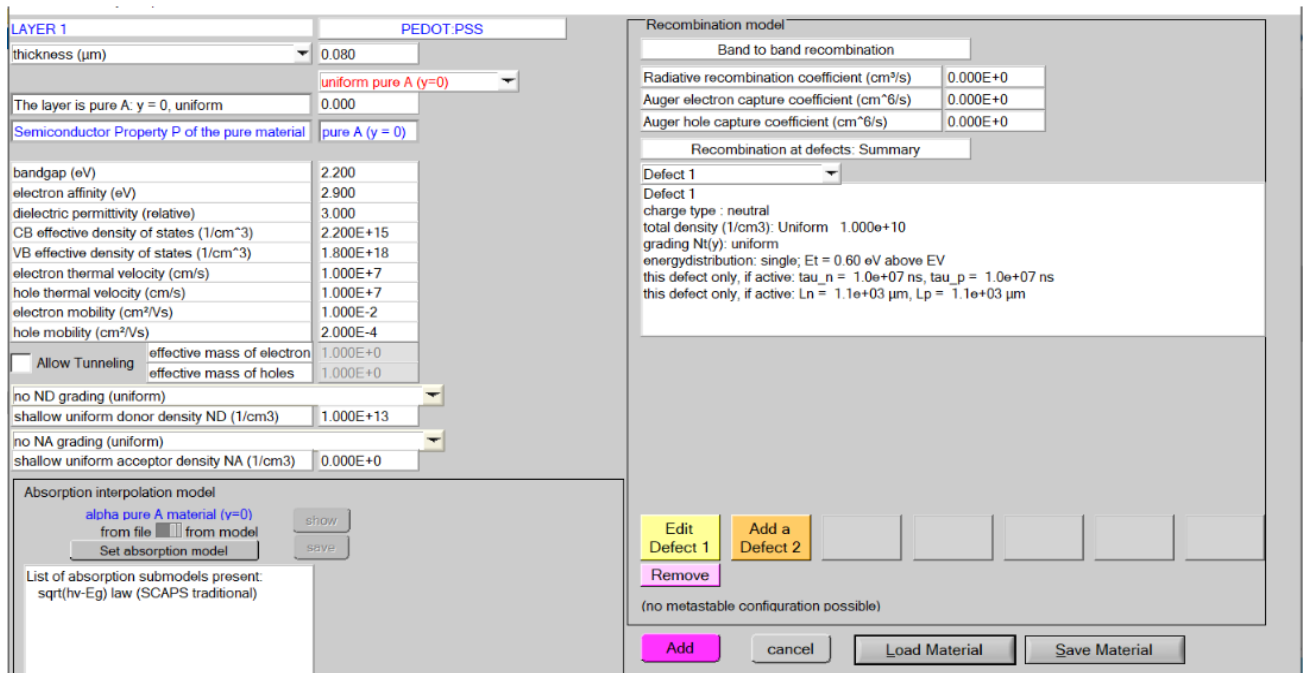 LAYER 1 PEDOT:PSS
thickness (µm) 0.080
uniform pure A (y=0)
The layer is pure A: y = 0, uniform 0.000
Semiconductor Property P of the pure material pure A (y = 0)
bandgap (eV) 2.200
electron affinity (eV) 2.900
dielectric permittivity (relative) 3.000
CB effective density of states (1/cm^3) 2.200E+15
VB effective density of states (1/cm^3) 1.800E+18
electron thermal velocity (cm/s) 1.000E+7
hole thermal velocity (cm/s) 1.000E+7
electron mobility (cm²/Vs) 1.000E-2
hole mobility (cm²/Vs) 2.000E-4
Allow Tunneling
effective mass of electron 1.000E+0
effective mass of holes 1.000E+0
no ND grading (uniform)
shallow uniform donor density ND (1/cm3) 1.000E+13
no NA grading (uniform)
shallow uniform acceptor density NA (1/cm3) 0.000E+0
Absorption interpolation model
alpha pure A material (y=0)
from file from model
show
Set absorption model
save
List of absorption submodels present:
sqrt(hv-Eg) law (SCAPS traditional)
Recombination model
Band to band recombination
Radiative recombination coefficient (cm³/s) 0.000E+0
Auger electron capture coefficient (cm^6/s) 0.000E+0
Auger hole capture coefficient (cm^6/s) 0.000E+0
Recombination at defects: Summary
Defect 1
Defect 1
charge type : neutral
total density (1/cm3): Uniform 1.000e+10
grading Nt(y): uniform
energydistribution: single; Et = 0.60 eV above EV
this defect only, if active: tau_n = 1.0e+07 ns, tau_p = 1.0e+07 ns
this defect only, if active: Ln = 1.1e+03 µm, Lp = 1.1e+03 µm
Edit
Defect 1
Add a
Defect 2
Remove
(no metastable configuration possible)
Add cancel Load Material Save Material